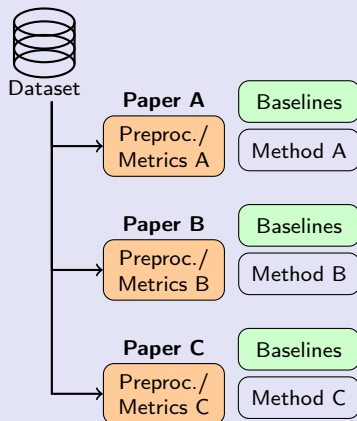 Dataset
Paper A
Baselines
Preproc./
Metrics A
Method A
Paper B
Baselines
Preproc./
Metrics B
Method B
Paper C
Baselines
Preproc./
Metrics C
Method C